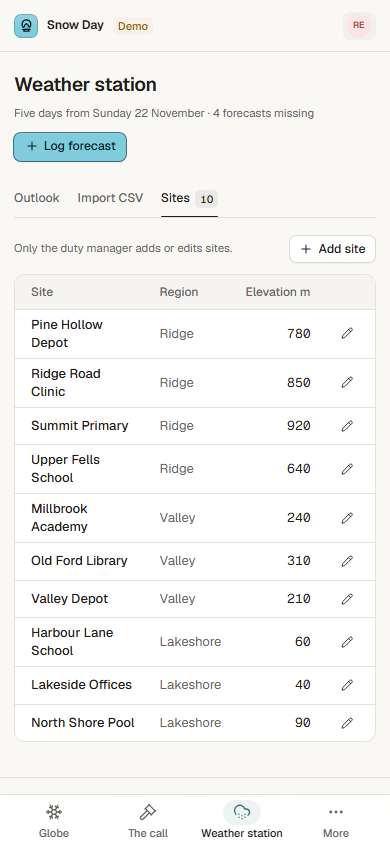 Snow Day Demo RE
Weather station
Five days from Sunday 22 November · 4 forecasts missing
+ Log forecast
Outlook Import CSV Sites 10
Only the duty manager adds or edits sites. + Add site
Site Region Elevation m
Pine Hollow
Depot Ridge 780
Ridge Road
Clinic Ridge 850
Summit Primary Ridge 920
Upper Fells
School Ridge 640
Millbrook
Academy Valley 240
Old Ford Library Valley 310
Valley Depot Valley 210
Harbour Lane
School Lakeshore 60
Lakeside Offices Lakeshore 40
North Shore Pool Lakeshore 90
Globe The call Weather station More